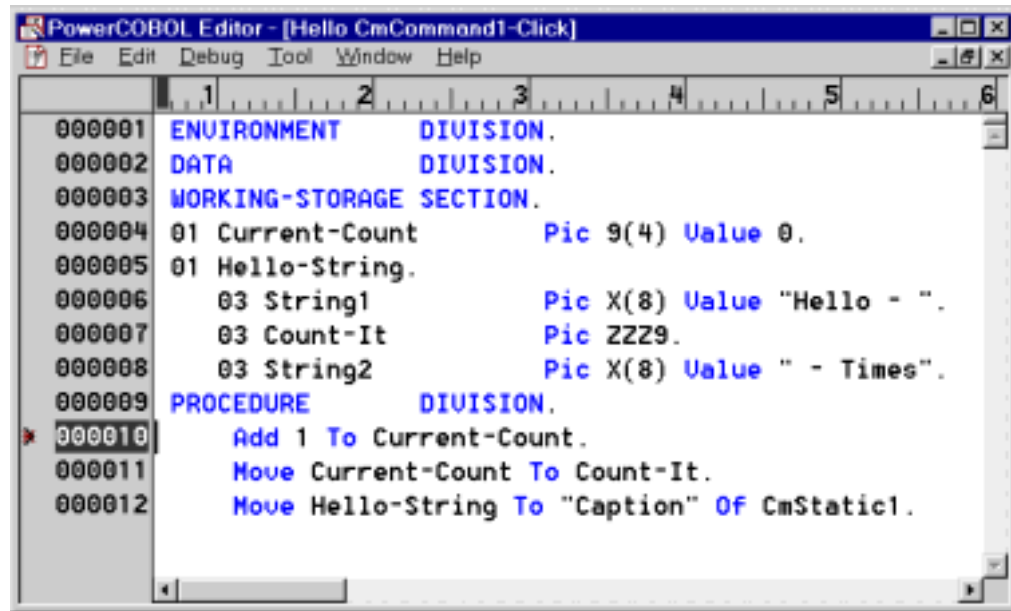 PowerCOBOL Editor - [Hello CmCommand1-Click]
File Edit Debug Tool Window Help
1 2 3 4 5 6
000001 ENVIRONMENT DIVISION.
000002 DATA DIVISION.
000003 WORKING-STORAGE SECTION.
000004 01 Current-Count Pic 9(4) Value 0.
000005 01 Hello-String.
000006 03 String1 Pic X(8) Value "Hello - ".
000007 03 Count-It Pic ZZZ9.
000008 03 String2 Pic X(8) Value " - Times".
000009 PROCEDURE DIVISION.
000010 Add 1 To Current-Count.
000011 Move Current-Count To Count-It.
000012 Move Hello-String To "Caption" Of CmStatic1.